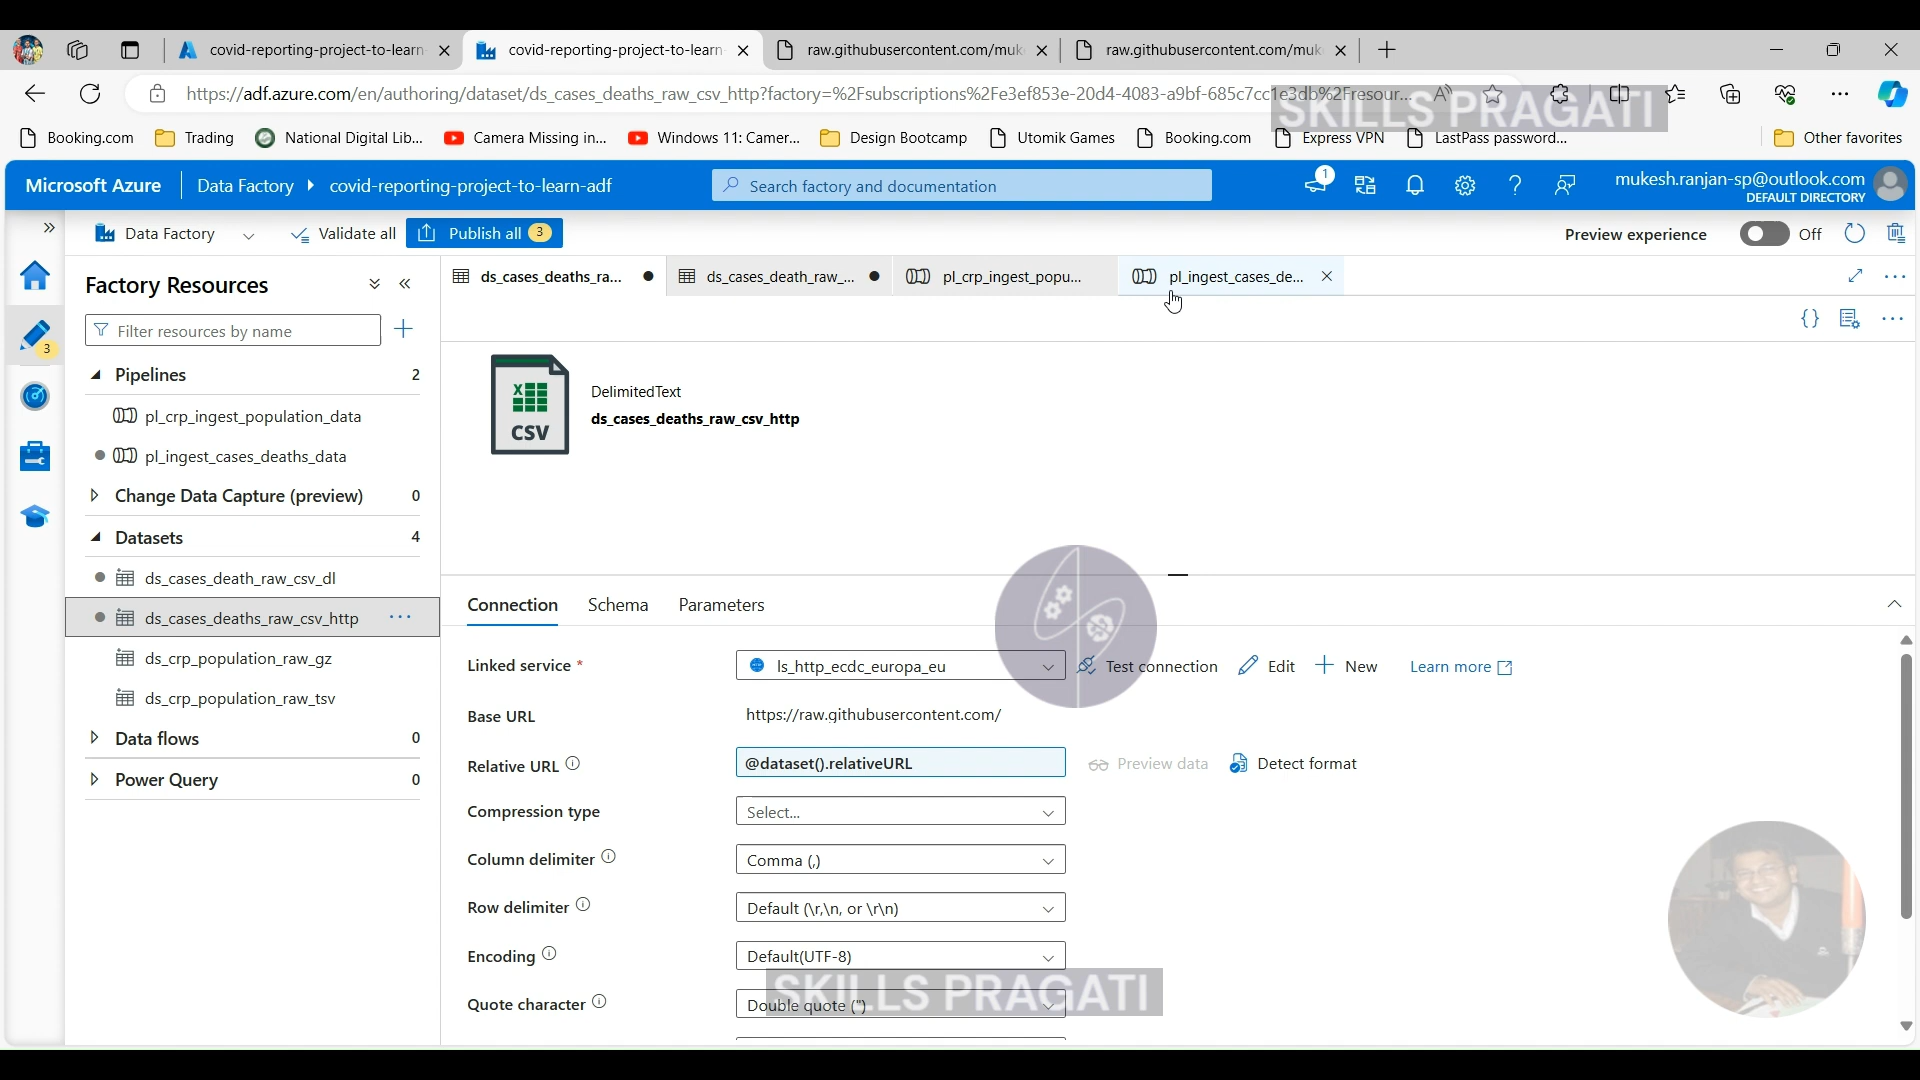 covid-reporting-project-to-learn-
covid-reporting-project-to-learn-
raw.githubusercontent.com/muk
raw.githubusercontent.com/muk
https://adf.azure.com/en/authoring/dataset/ds_cases_deaths_raw_csv_http?factory=%2Fsubscriptions%2Fe3ef853e-20d4-4083-a9bf-685c7cc1e3db%2Fresour...
SKILLS PRAGATI
Booking.com
Trading
National Digital Lib...
Camera Missing in...
Windows 11: Camer...
Design Bootcamp
Utomik Games
Booking.com
Express VPN
LastPass password...
Other favorites
Microsoft Azure
Data Factory
covid-reporting-project-to-learn-adf
Search factory and documentation
1
mukesh.ranjan-sp@outlook.com
DEFAULT DIRECTORY
Data Factory
Validate all
Publish all 3
Preview experience
Off
Factory Resources
ds_cases_deaths_ra...
ds_cases_death_raw_...
pl_crp_ingest_popu...
pl_ingest_cases_de...
Filter resources by name
3
Pipelines 2
pl_crp_ingest_population_data
pl_ingest_cases_deaths_data
Change Data Capture (preview) 0
Datasets 4
ds_cases_death_raw_csv_dl
ds_cases_deaths_raw_csv_http
ds_crp_population_raw_gz
ds_crp_population_raw_tsv
Data flows 0
Power Query 0
CSV
DelimitedText
ds_cases_deaths_raw_csv_http
Connection
Schema
Parameters
Linked service *
ls_http_ecdc_europa_eu
Test connection
Edit
New
Learn more
Base URL
https://raw.githubusercontent.com/
Relative URL
@dataset().relativeURL
Preview data
Detect format
Compression type
Select...
Column delimiter
Comma (,)
Row delimiter
Default (\r,\n, or \r\n)
Encoding
Default(UTF-8)
Quote character
Double quote (")
SKILLS PRAGATI